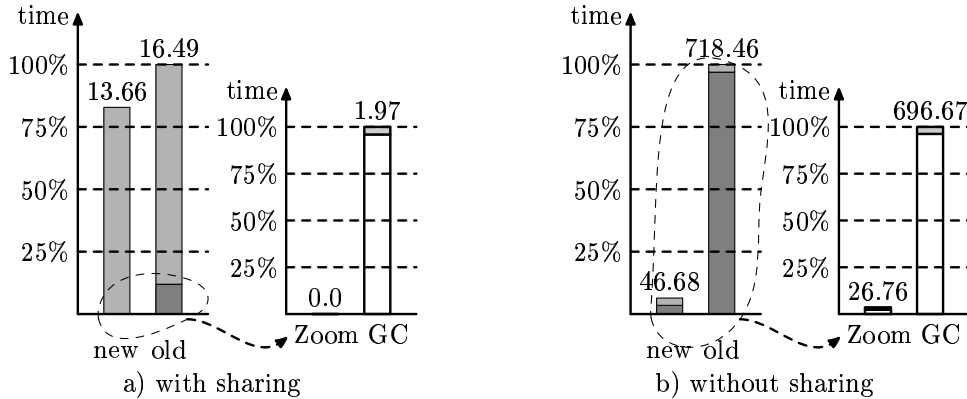 time
16.49
100%
13.66
75%
50%
25%
new old
time
1.97
100%
75%
50%
25%
0.0
Zoom GC
a) with sharing
time
718.46
100%
75%
50%
25%
46.68
new old
time
696.67
100%
75%
50%
25%
26.76
Zoom GC
b) without sharing